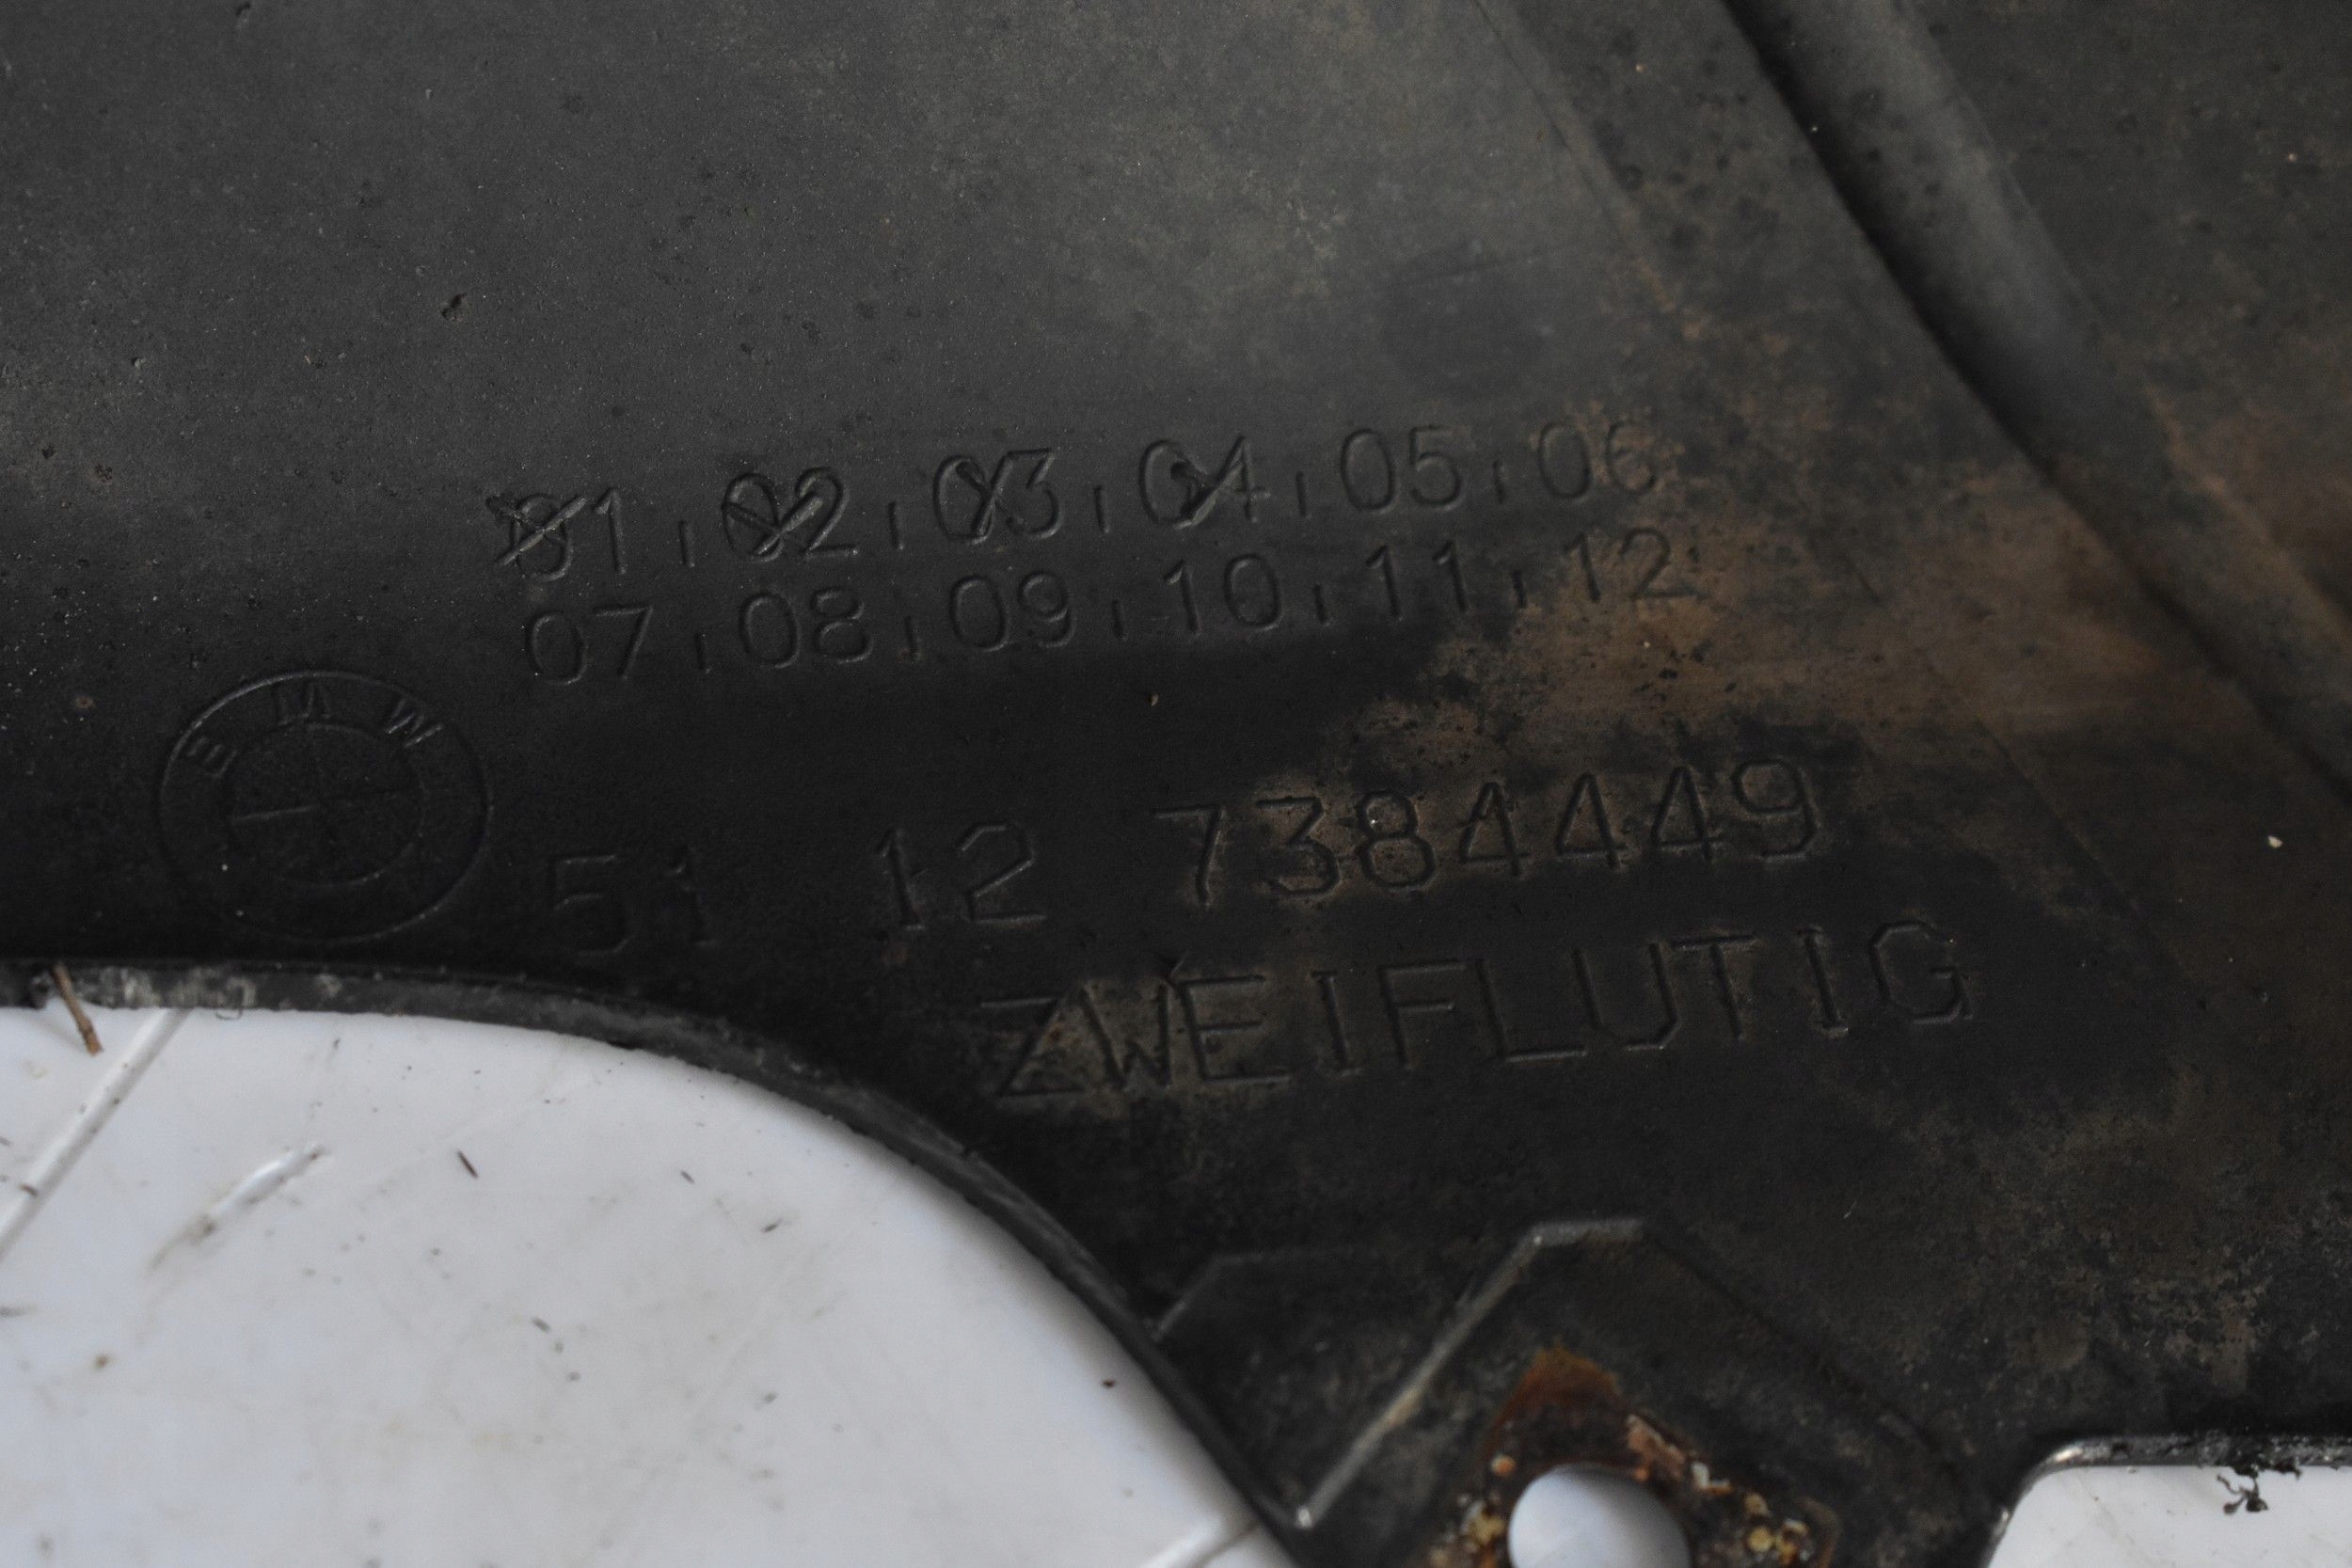 01 , 02 , 03 , 04 , 05 , 06
07 , 08 , 09 , 10 , 11 , 12
BMW
51 12 7384449
ZWEIFLUTIG